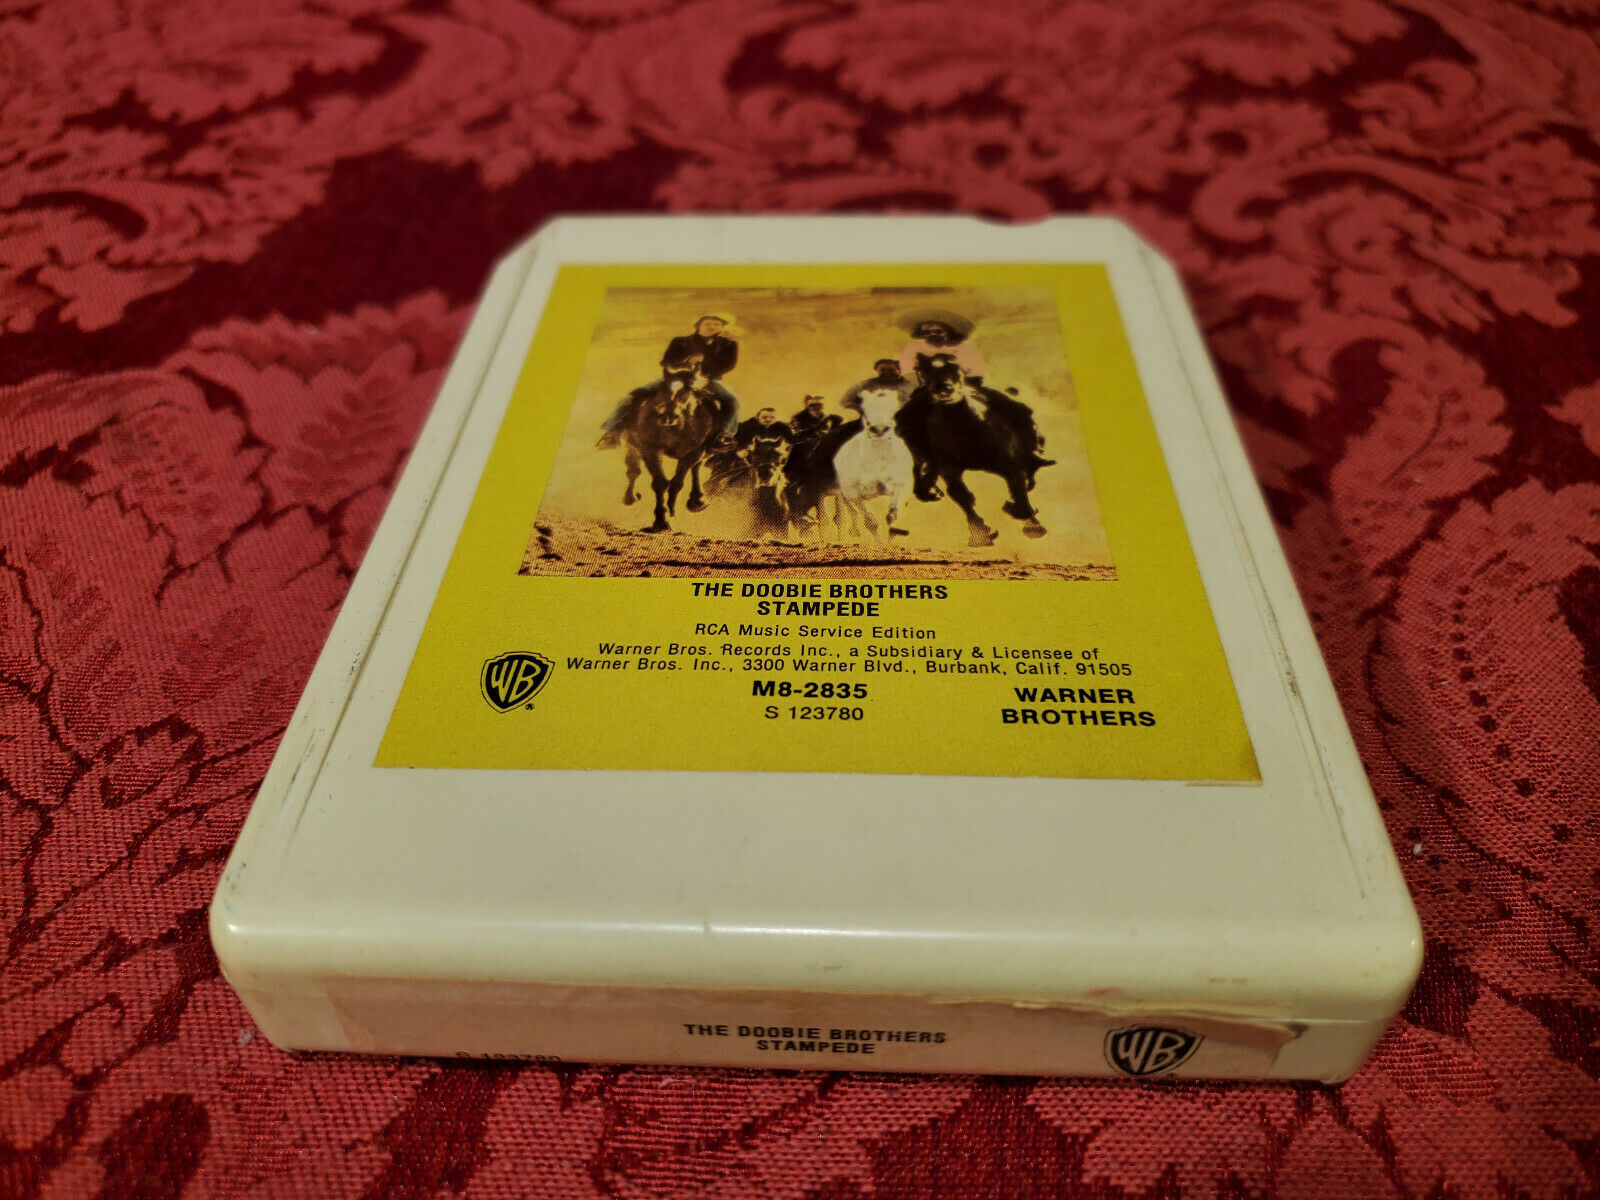 THE DOOBIE BROTHERS
STAMPEDE
RCA Music Service Edition
Warner Bros. Records Inc., a Subsidiary & Licensee of
Warner Bros. Inc., 3300 Warner Blvd., Burbank, Calif. 91505
WB ®
M8-2835
S 123780
WARNER
BROTHERS
THE DOOBIE BROTHERS
STAMPEDE
S 123780
WB